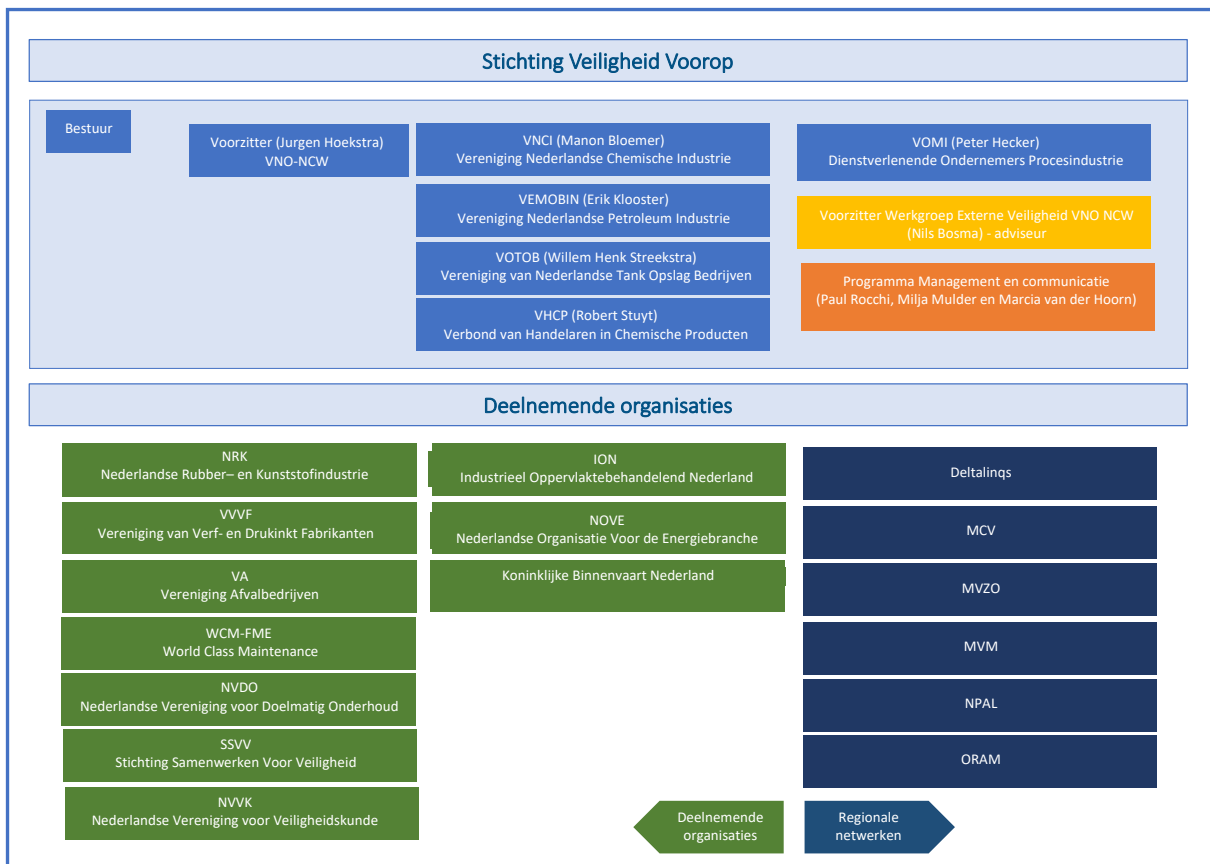 Stichting Veiligheid Voorop
Bestuur
Voorzitter (Jurgen Hoekstra)
VNO-NCW
VNCI (Manon Bloemer)
Vereniging Nederlandse Chemische Industrie
VEMOBIN (Erik Klooster)
Vereniging Nederlandse Petroleum Industrie
VOTOB (Willem Henk Streekstra)
Vereniging van Nederlandse Tank Opslag Bedrijven
VHCP (Robert Stuyt)
Verbond van Handelaren in Chemische Producten
VOMI (Peter Hecker)
Dienstverlenende Ondernemers Procesindustrie
Voorzitter Werkgroep Externe Veiligheid VNO NCW
(Nils Bosma) - adviseur
Programma Management en communicatie
(Paul Rocchi, Milja Mulder en Marcia van der Hoorn)
Deelnemende organisaties
NRK
Nederlandse Rubber– en Kunststofindustrie
VVVF
Vereniging van Verf- en Drukinkt Fabrikanten
VA
Vereniging Afvalbedrijven
WCM-FME
World Class Maintenance
NVDO
Nederlandse Vereniging voor Doelmatig Onderhoud
SSVV
Stichting Samenwerken Voor Veiligheid
NVVK
Nederlandse Vereniging voor Veiligheidskunde
ION
Industrieel Oppervlaktebehandelend Nederland
NOVE
Nederlandse Organisatie Voor de Energiebranche
Koninklijke Binnenvaart Nederland
Deltalinqs
MCV
MVZO
MVM
NPAL
ORAM
Deelnemende
organisaties
Regionale
netwerken